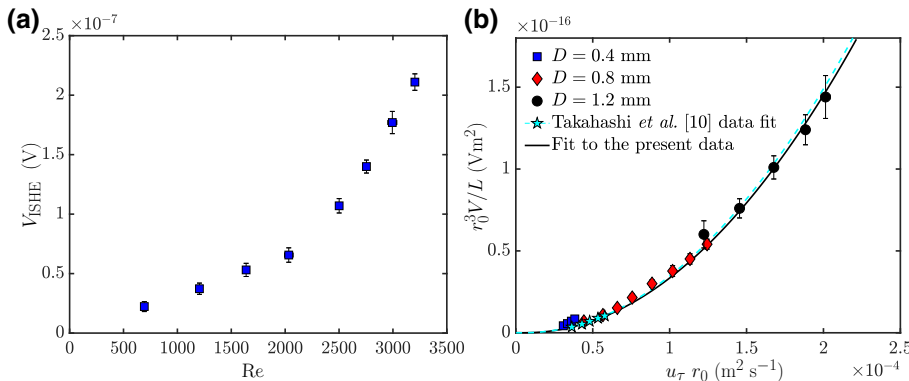 (a)
×10⁻⁷
2.5
2
1.5
1
0.5
0
V_ISHE (V)
0 500 1000 1500 2000 2500 3000 3500
Re
(b)
×10⁻¹⁶
1.5
1
0.5
0
r₀³V/L (Vm²)
D = 0.4 mm
D = 0.8 mm
D = 1.2 mm
Takahashi et al. [10] data fit
Fit to the present data
0 0.5 1 1.5 2 2.5
u_τ r₀ (m² s⁻¹)
×10⁻⁴